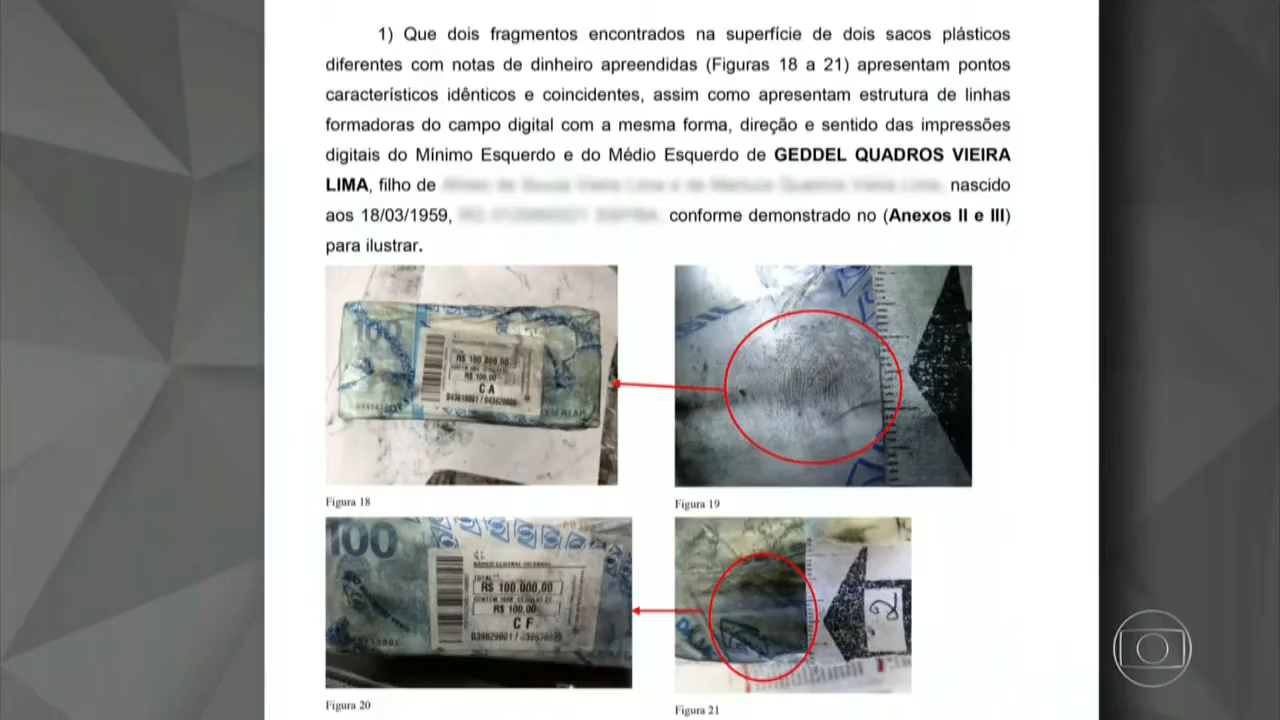 1) Que dois fragmentos encontrados na superfície de dois sacos plásticos
diferentes com notas de dinheiro apreendidas (Figuras 18 a 21) apresentam pontos
característicos idênticos e coincidentes, assim como apresentam estrutura de linhas
formadoras do campo digital com a mesma forma, direção e sentido das impressões
digitais do Mínimo Esquerdo e do Médio Esquerdo de GEDDEL QUADROS VIEIRA
LIMA, filho de nascido
aos 18/03/1959, conforme demonstrado no (Anexos II e III)
para ilustrar.
100
R$ 100.000,00
R$ 100,00
C A
Figura 18
Figura 19
100
BANCO CENTRAL DO BRASIL
TOTAL
R$ 100.000,00
R$ 100,00
C F
2
Figura 20
Figura 21